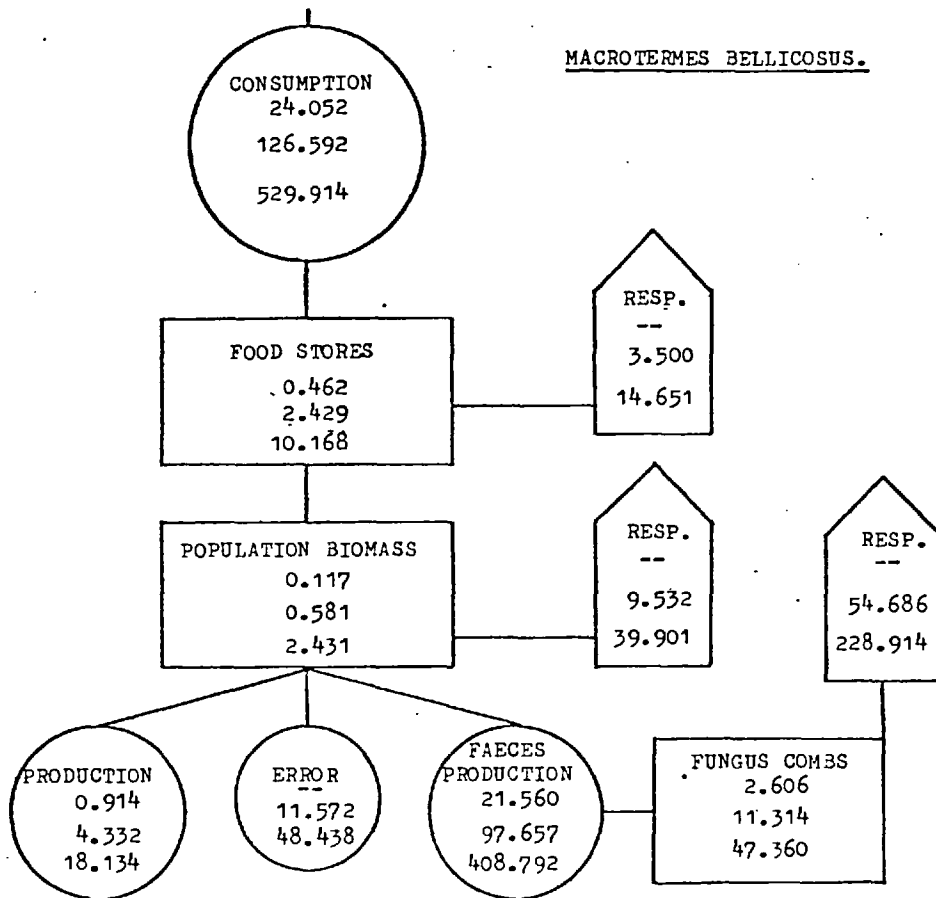 MACROTERMES BELLICOSUS.
CONSUMPTION
24.052
126.592
529.914
RESP.
--
3.500
14.651
FOOD STORES
0.462
2.429
10.168
RESP.
--
9.532
39.901
POPULATION BIOMASS
0.117
0.581
2.431
RESP.
--
54.686
228.914
PRODUCTION
0.914
4.332
18.134
ERROR
--
11.572
48.438
FAECES
PRODUCTION
21.560
97.657
408.792
FUNGUS COMBS
2.606
11.314
47.360